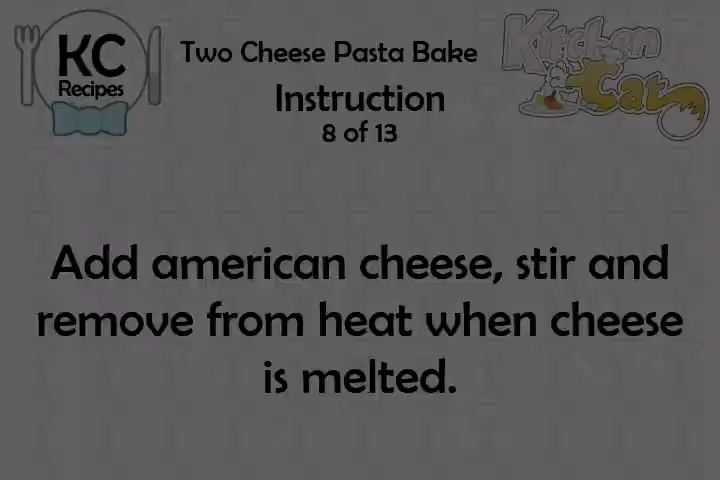 KC
Recipes
Two Cheese Pasta Bake
Instruction
8 of 13
Kitchen
Cat
Add american cheese, stir and
remove from heat when cheese
is melted.